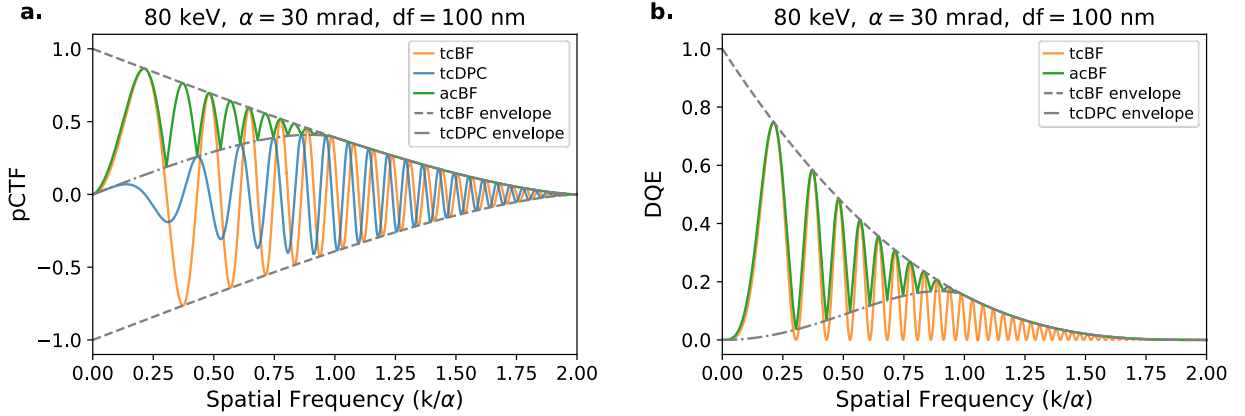 a.
80 keV, α = 30 mrad, df = 100 nm
pCTF
1.0
0.5
0.0
−0.5
−1.0
tcBF
tcDPC
acBF
tcBF envelope
tcDPC envelope
0.00 0.25 0.50 0.75 1.00 1.25 1.50 1.75 2.00
Spatial Frequency (k/α)
b.
80 keV, α = 30 mrad, df = 100 nm
DQE
1.0
0.8
0.6
0.4
0.2
0.0
tcBF
acBF
tcBF envelope
tcDPC envelope
0.00 0.25 0.50 0.75 1.00 1.25 1.50 1.75 2.00
Spatial Frequency (k/α)